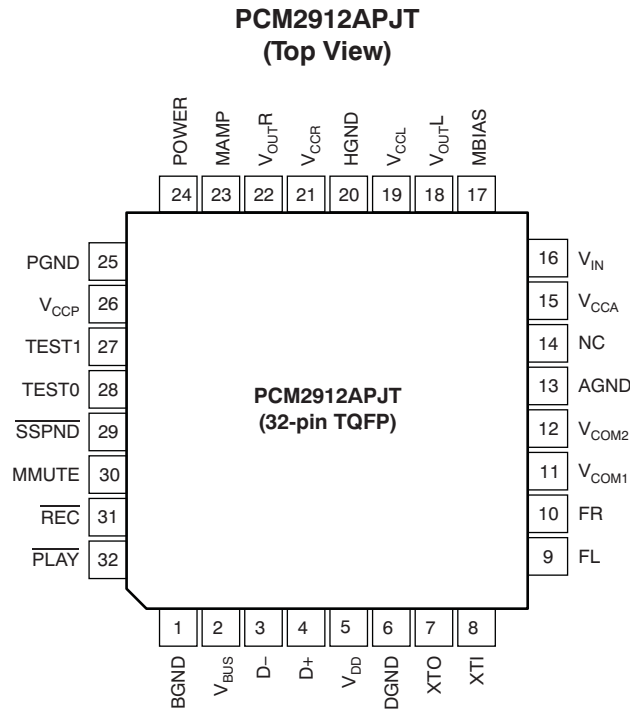 PCM2912APJT
(Top View)
POWER
MAMP
VOUTR
VCCR
HGND
VCCL
VOUTL
MBIAS
24 23 22 21 20 19 18 17
PGND 25
VCCP 26
TEST1 27
TEST0 28
SSPND 29
MMUTE 30
REC 31
PLAY 32
PCM2912APJT
(32-pin TQFP)
16 VIN
15 VCCA
14 NC
13 AGND
12 VCOM2
11 VCOM1
10 FR
9 FL
1 2 3 4 5 6 7 8
BGND
VBUS
D–
D+
VDD
DGND
XTO
XTI